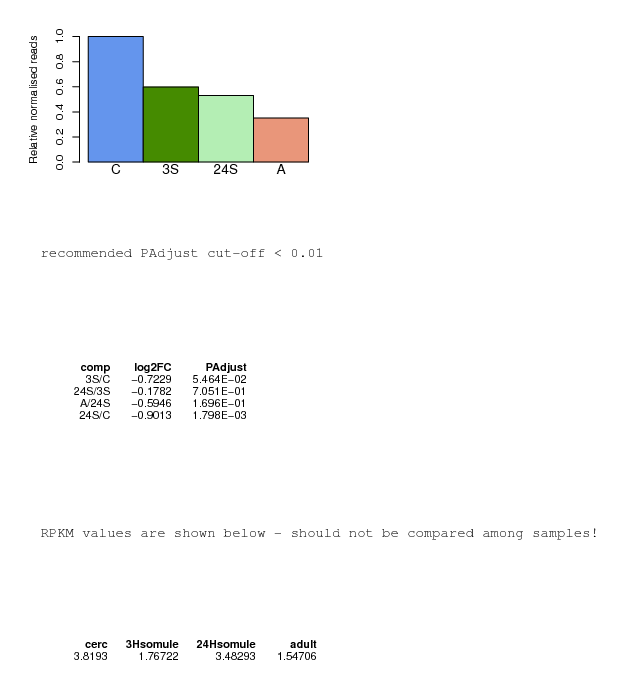 Relative normalised reads
1.0
0.8
0.6
0.4
0.2
0.0
C 3S 24S A
recommended PAdjust cut-off < 0.01
comp log2FC PAdjust
3S/C −0.7229 5.464E−02
24S/3S −0.1782 7.051E−01
A/24S −0.5946 1.696E−01
24S/C −0.9013 1.798E−03
RPKM values are shown below - should not be compared among samples!
cerc 3Hsomule 24Hsomule adult
3.8193 1.76722 3.48293 1.54706